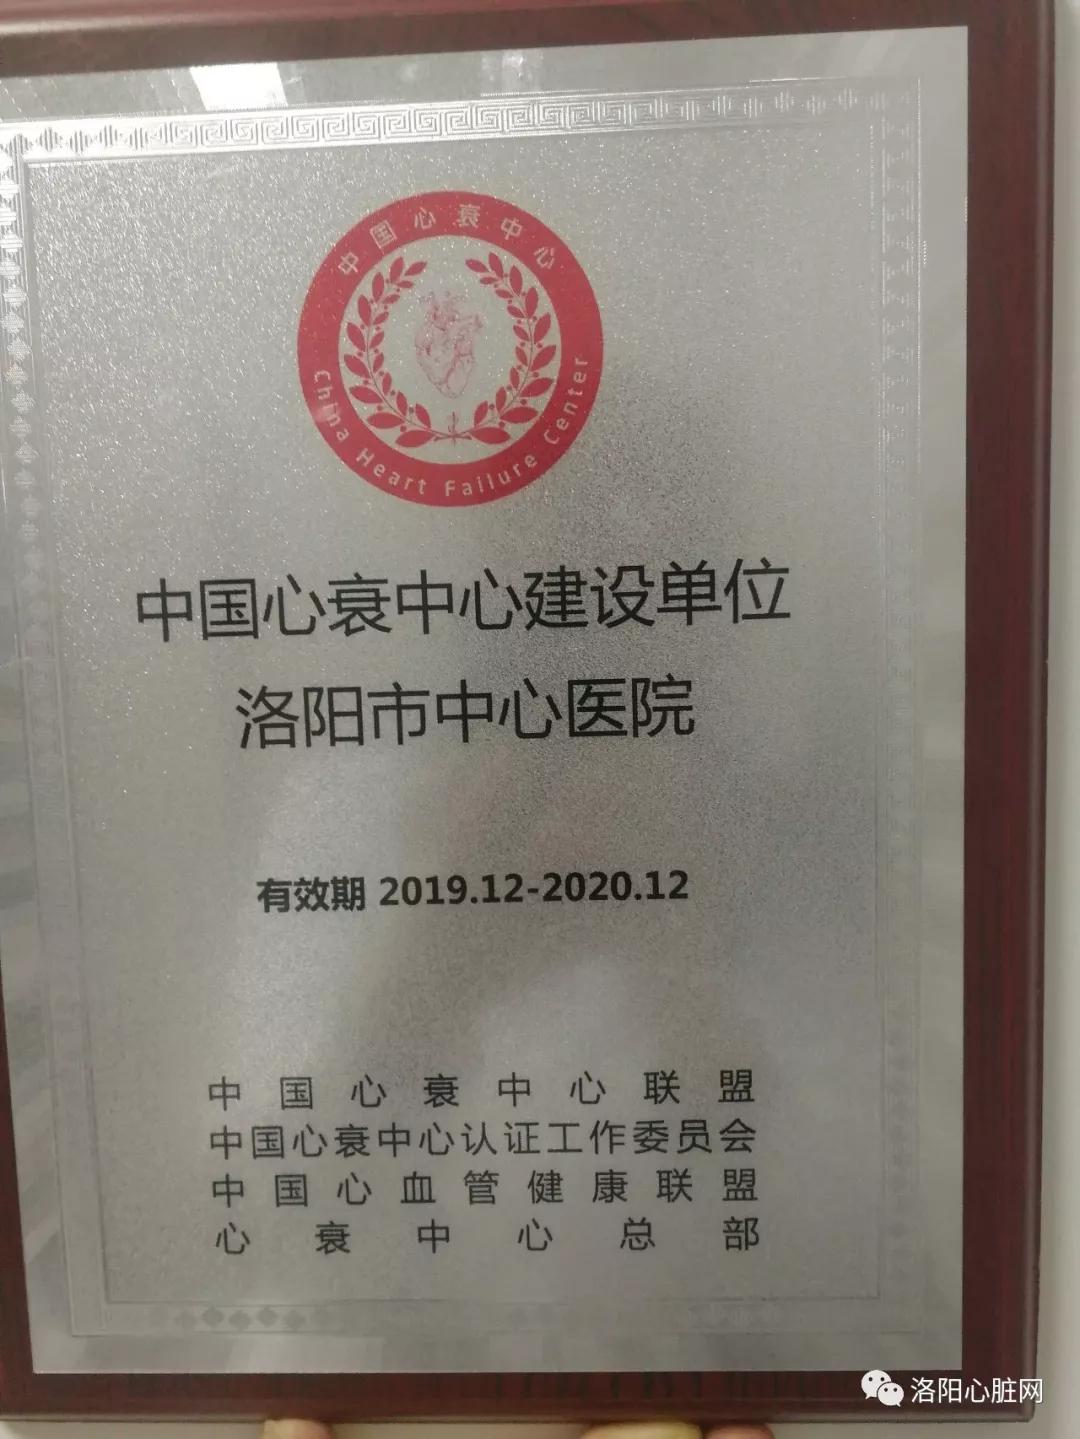 中国心衰中心
China Heart Failure Center
中国心衰中心建设单位
洛阳市中心医院
有效期 2019.12-2020.12
中国心衰中心联盟
中国心衰中心认证工作委员会
中国心血管健康联盟
心衰中心总部
洛阳心脏网